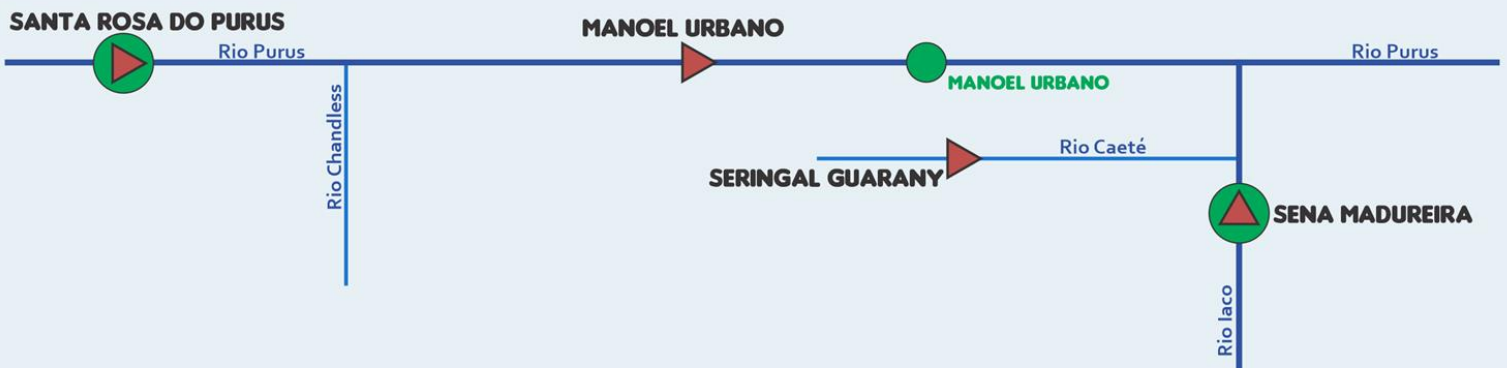 SANTA ROSA DO PURUS
MANOEL URBANO
Rio Purus
Rio Purus
MANOEL URBANO
Rio Chandless
Rio Caeté
SERINGAL GUARANY
SENA MADUREIRA
Rio Iaco